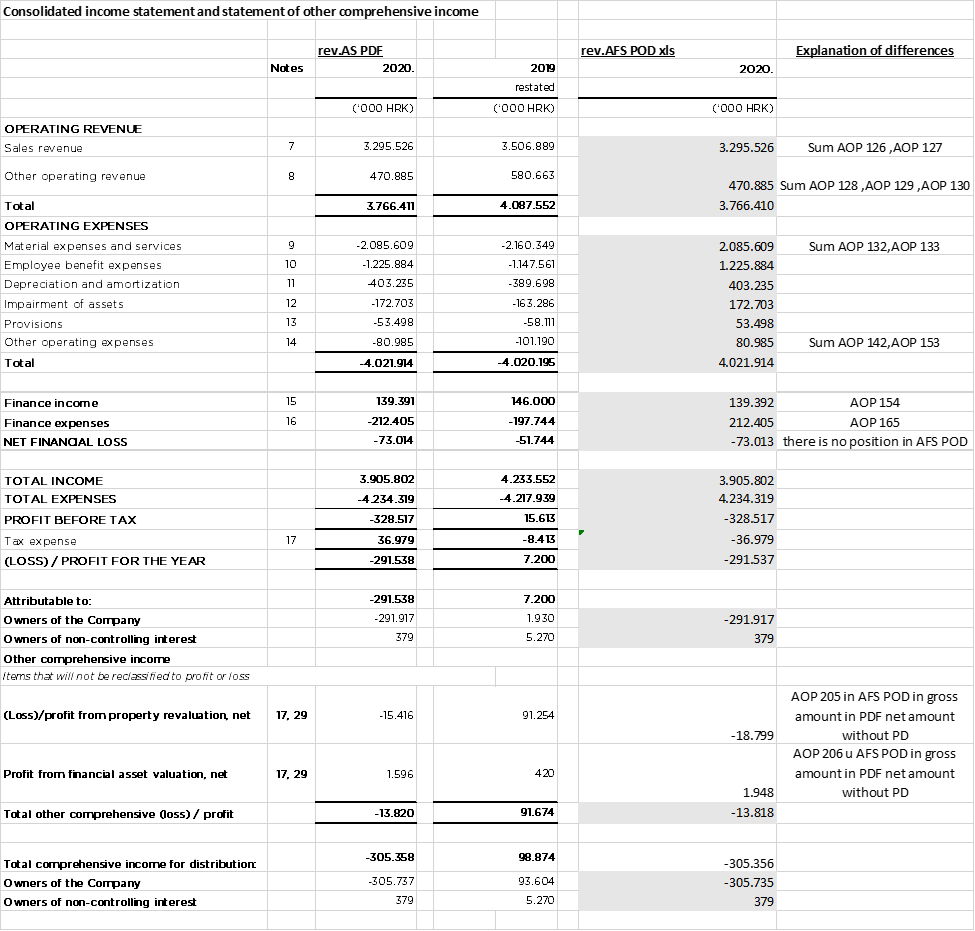 Consolidated income statement and statement of other comprehensive income
rev.AS PDF rev.AFS POD xls Explanation of differences
Notes 2020. 2019 2020.
restated
('000 HRK) ('000 HRK) ('000 HRK)
OPERATING REVENUE
Sales revenue 7 3.295.526 3.506.889 3.295.526 Sum AOP 126 ,AOP 127
Other operating revenue 8 470.885 580.663 470.885 Sum AOP 128 ,AOP 129 ,AOP 130
Total 3.766.411 4.087.552 3.766.410
OPERATING EXPENSES
Material expenses and services 9 -2.085.609 -2.160.349 2.085.609 Sum AOP 132,AOP 133
Employee benefit expenses 10 -1.225.884 -1.147.561 1.225.884
Depreciation and amortization 11 -403.235 -389.698 403.235
Impairment of assets 12 -172.703 -163.286 172.703
Provisions 13 -53.498 -58.111 53.498
Other operating expenses 14 -80.985 -101.190 80.985 Sum AOP 142,AOP 153
Total -4.021.914 -4.020.195 4.021.914
Finance income 15 139.391 146.000 139.392 AOP 154
Finance expenses 16 -212.405 -197.744 212.405 AOP 165
NET FINANCIAL LOSS -73.014 -51.744 -73.013 there is no position in AFS POD
TOTAL INCOME 3.905.802 4.233.552 3.905.802
TOTAL EXPENSES -4.234.319 -4.217.939 4.234.319
PROFIT BEFORE TAX -328.517 15.613 -328.517
Tax expense 17 36.979 -8.413 -36.979
(LOSS) / PROFIT FOR THE YEAR -291.538 7.200 -291.537
Attributable to: -291.538 7.200
Owners of the Company -291.917 1.930 -291.917
Owners of non-controlling interest 379 5.270 379
Other comprehensive income
Items that will not be reclassified to profit or loss
(Loss)/profit from property revaluation, net 17, 29 -15.416 91.254 -18.799 AOP 205 in AFS POD in gross
amount in PDF net amount
without PD
Profit from financial asset valuation, net 17, 29 1.596 420 1.948 AOP 206 u AFS POD in gross
amount in PDF net amount
without PD
Total other comprehensive (loss) / profit -13.820 91.674 -13.818
Total comprehensive income for distribution: -305.358 98.874 -305.356
Owners of the Company -305.737 93.604 -305.735
Owners of non-controlling interest 379 5.270 379